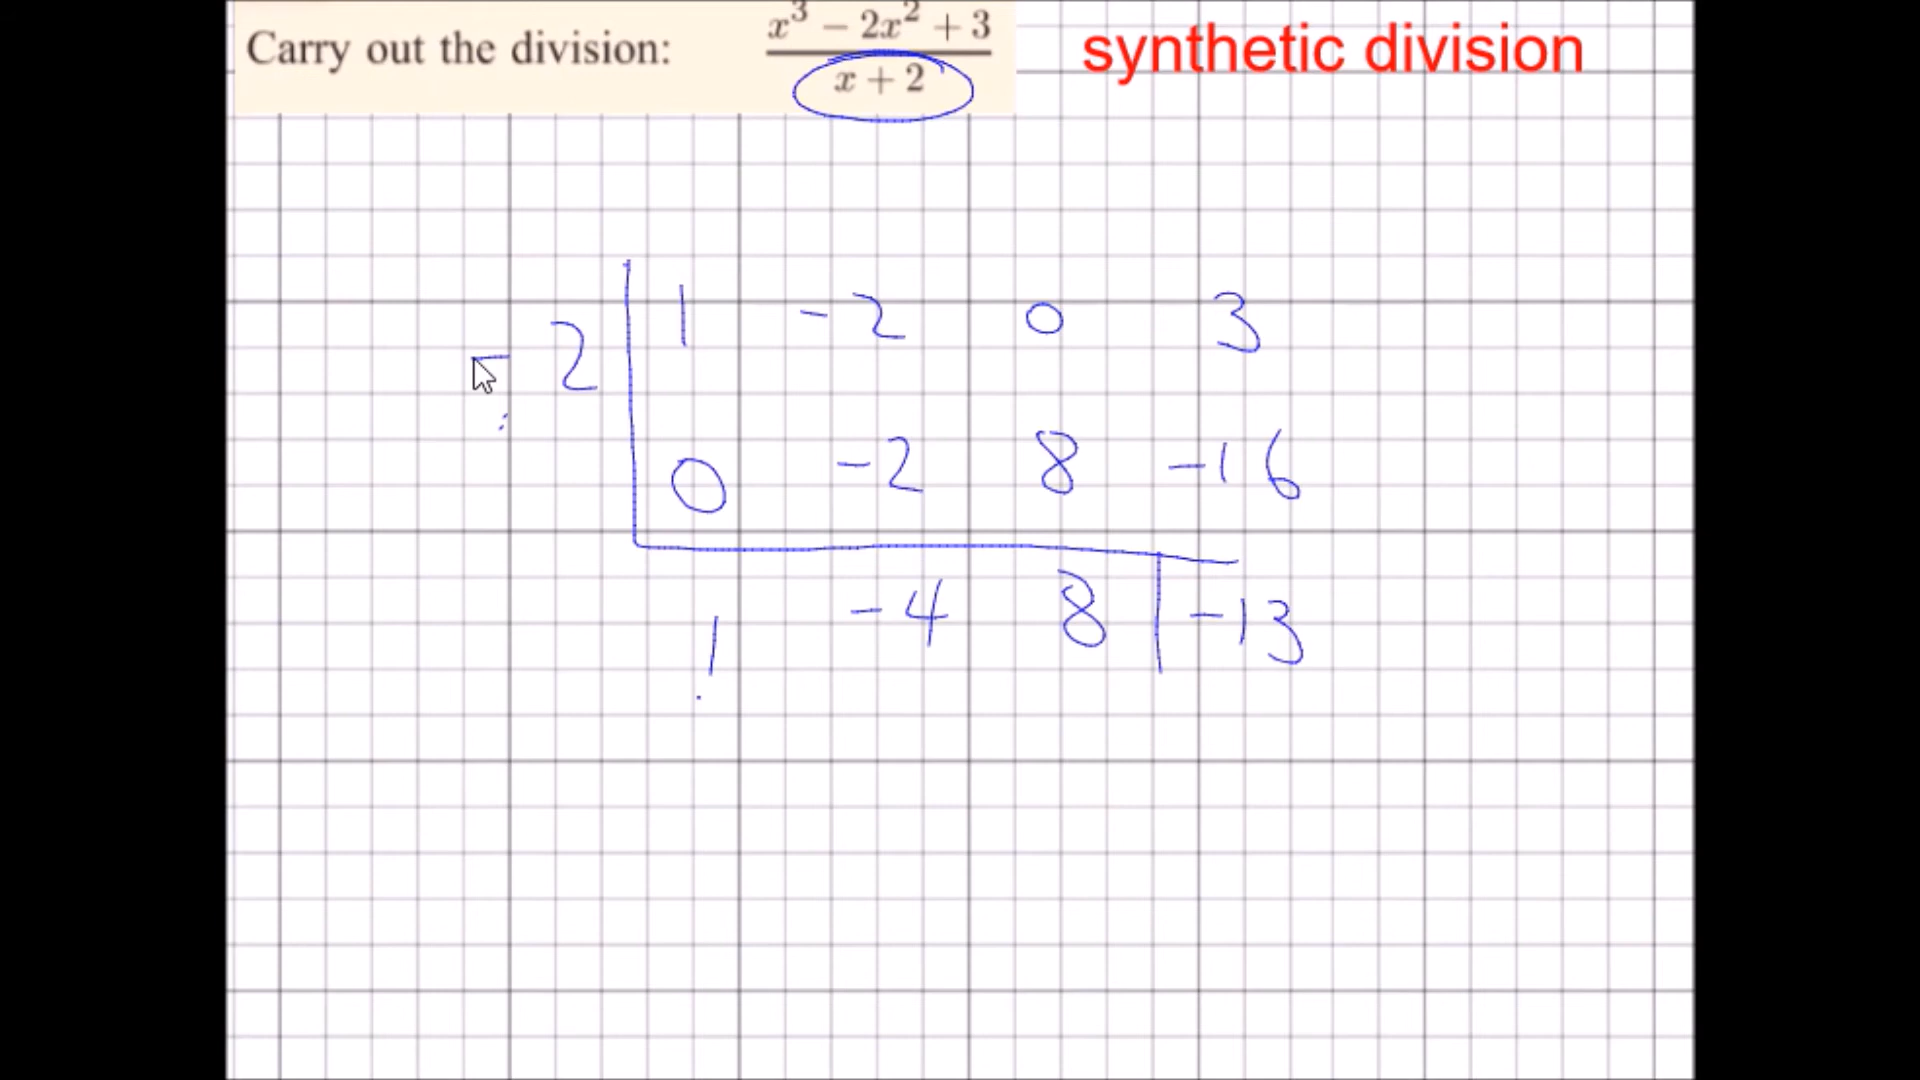 Carry out the division: x³ − 2x² + 3 / x + 2 synthetic division
1 -2 0 3
-2
0 -2 8 -16
1 -4 8 | -13